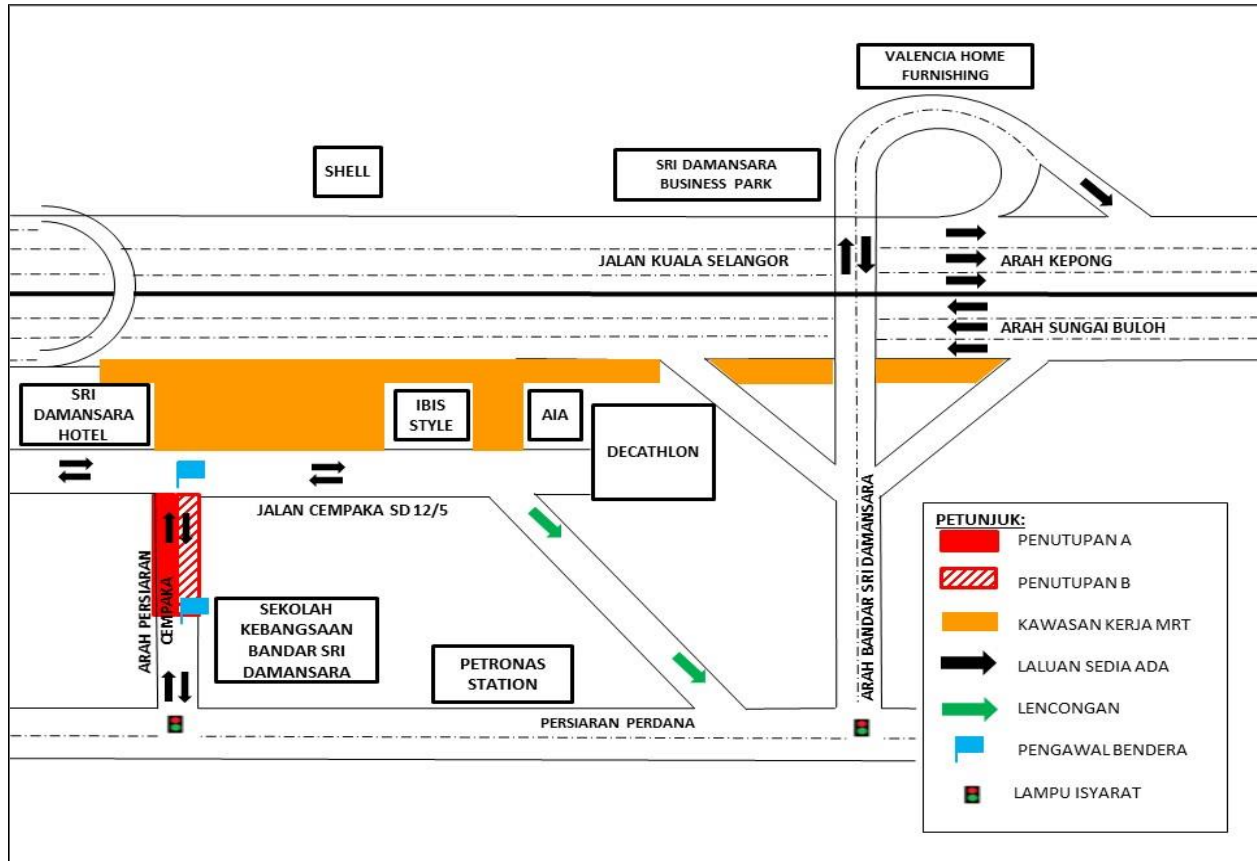 VALENCIA HOME
FURNISHING
SHELL
SRI DAMANSARA
BUSINESS PARK
JALAN KUALA SELANGOR
ARAH KEPONG
ARAH SUNGAI BULOH
SRI
DAMANSARA
HOTEL
IBIS
STYLE
AIA
DECATHLON
JALAN CEMPAKA SD 12/5
ARAH PERSIARAN
CEMPAKA
SEKOLAH
KEBANGSAAN
BANDAR SRI
DAMANSARA
PETRONAS
STATION
PERSIARAN PERDANA
ARAH BANDAR SRI DAMANSARA
PETUNJUK:
PENUTUPAN A
PENUTUPAN B
KAWASAN KERJA MRT
LALUAN SEDIA ADA
LENCONGAN
PENGAWAL BENDERA
LAMPU ISYARAT